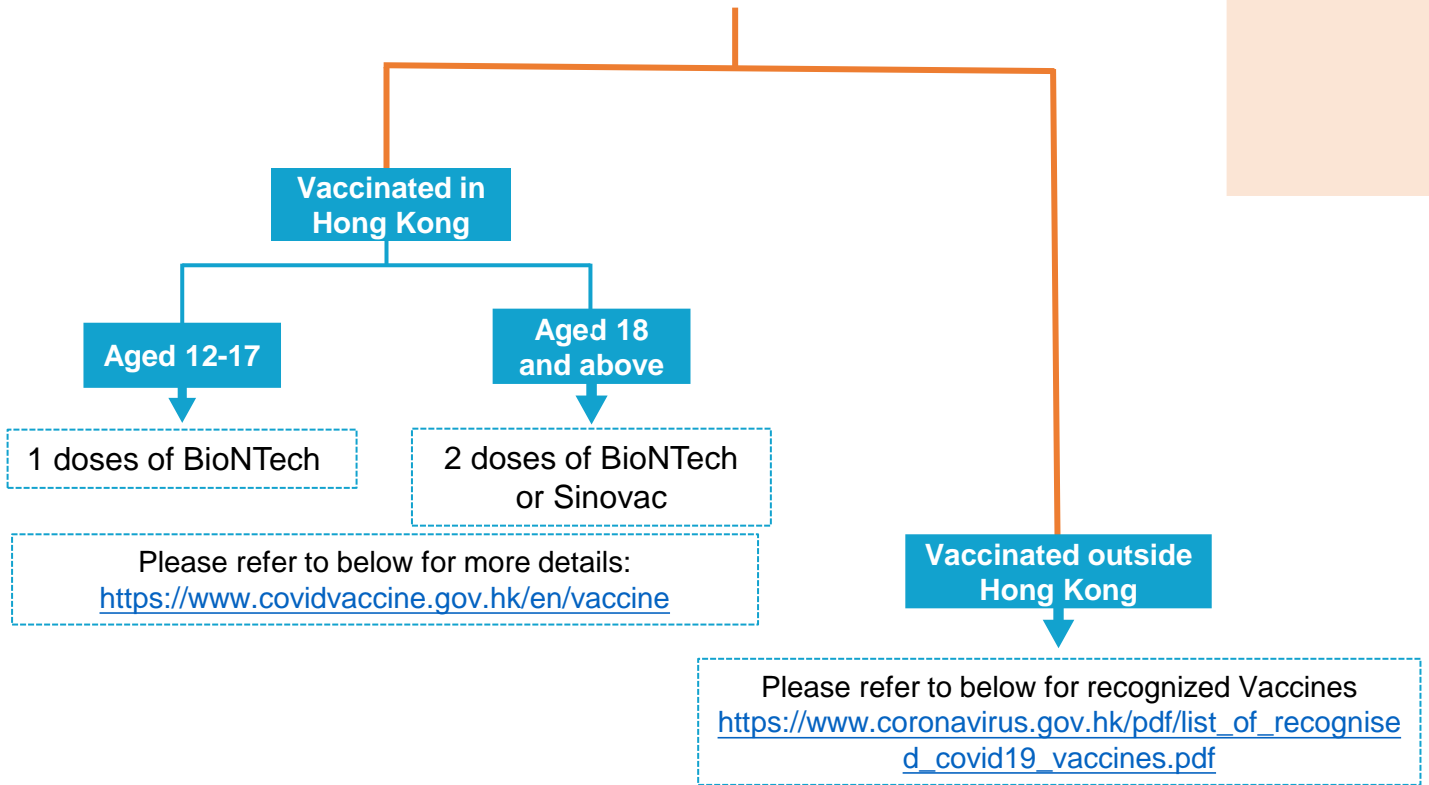 Vaccinated in
Hong Kong
Aged 12-17
Aged 18
and above
1 doses of BioNTech
2 doses of BioNTech
or Sinovac
Please refer to below for more details:
https://www.covidvaccine.gov.hk/en/vaccine
Vaccinated outside
Hong Kong
Please refer to below for recognized Vaccines
https://www.coronavirus.gov.hk/pdf/list_of_recognise
d_covid19_vaccines.pdf